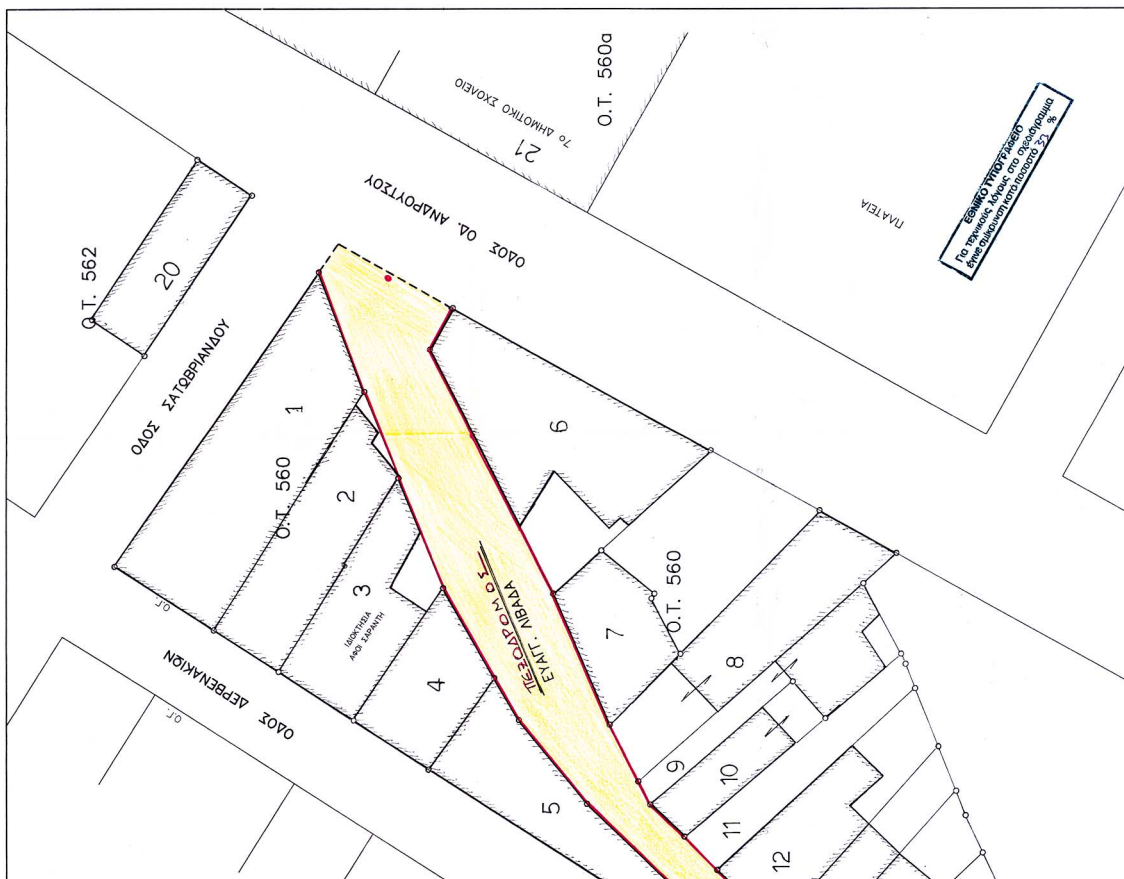 Ο.Τ. 560α
7ο ΔΗΜΟΤΙΚΟ ΣΧΟΛΕΙΟ
21
ΟΔΟΣ ΟΔ. ΑΝΔΡΟΥΤΣΟΥ
ΠΛΑΤΕΙΑ
ΕΘΝΙΚΟ ΤΥΠΟΓΡΑΦΕΙΟ
Για τεχνικούς λόγους στο σχεδιάγραμμα
έγινε σμίκρυνση κατά ποσοστό 33 %
Ο.Τ. 562
20
ΟΔΟΣ ΣΑΤΩΒΡΙΑΝΔΟΥ
1
Ο.Τ. 560
2
3
ΙΔΙΟΚΤΗΣΙΑ
ΑΦΟΙ ΣΑΡΑΝΤΗ
4
5
Ο.Γ.
ΟΔΟΣ ΔΕΡΒΕΝΑΚΙΩΝ
Ο.Γ.
ΠΕΖΟΔΡΟΜΟΣ
ΕΥΑΓΓ. ΛΙΒΑΔΑ
6
7
Ο.Τ. 560
8
9
10
11
12